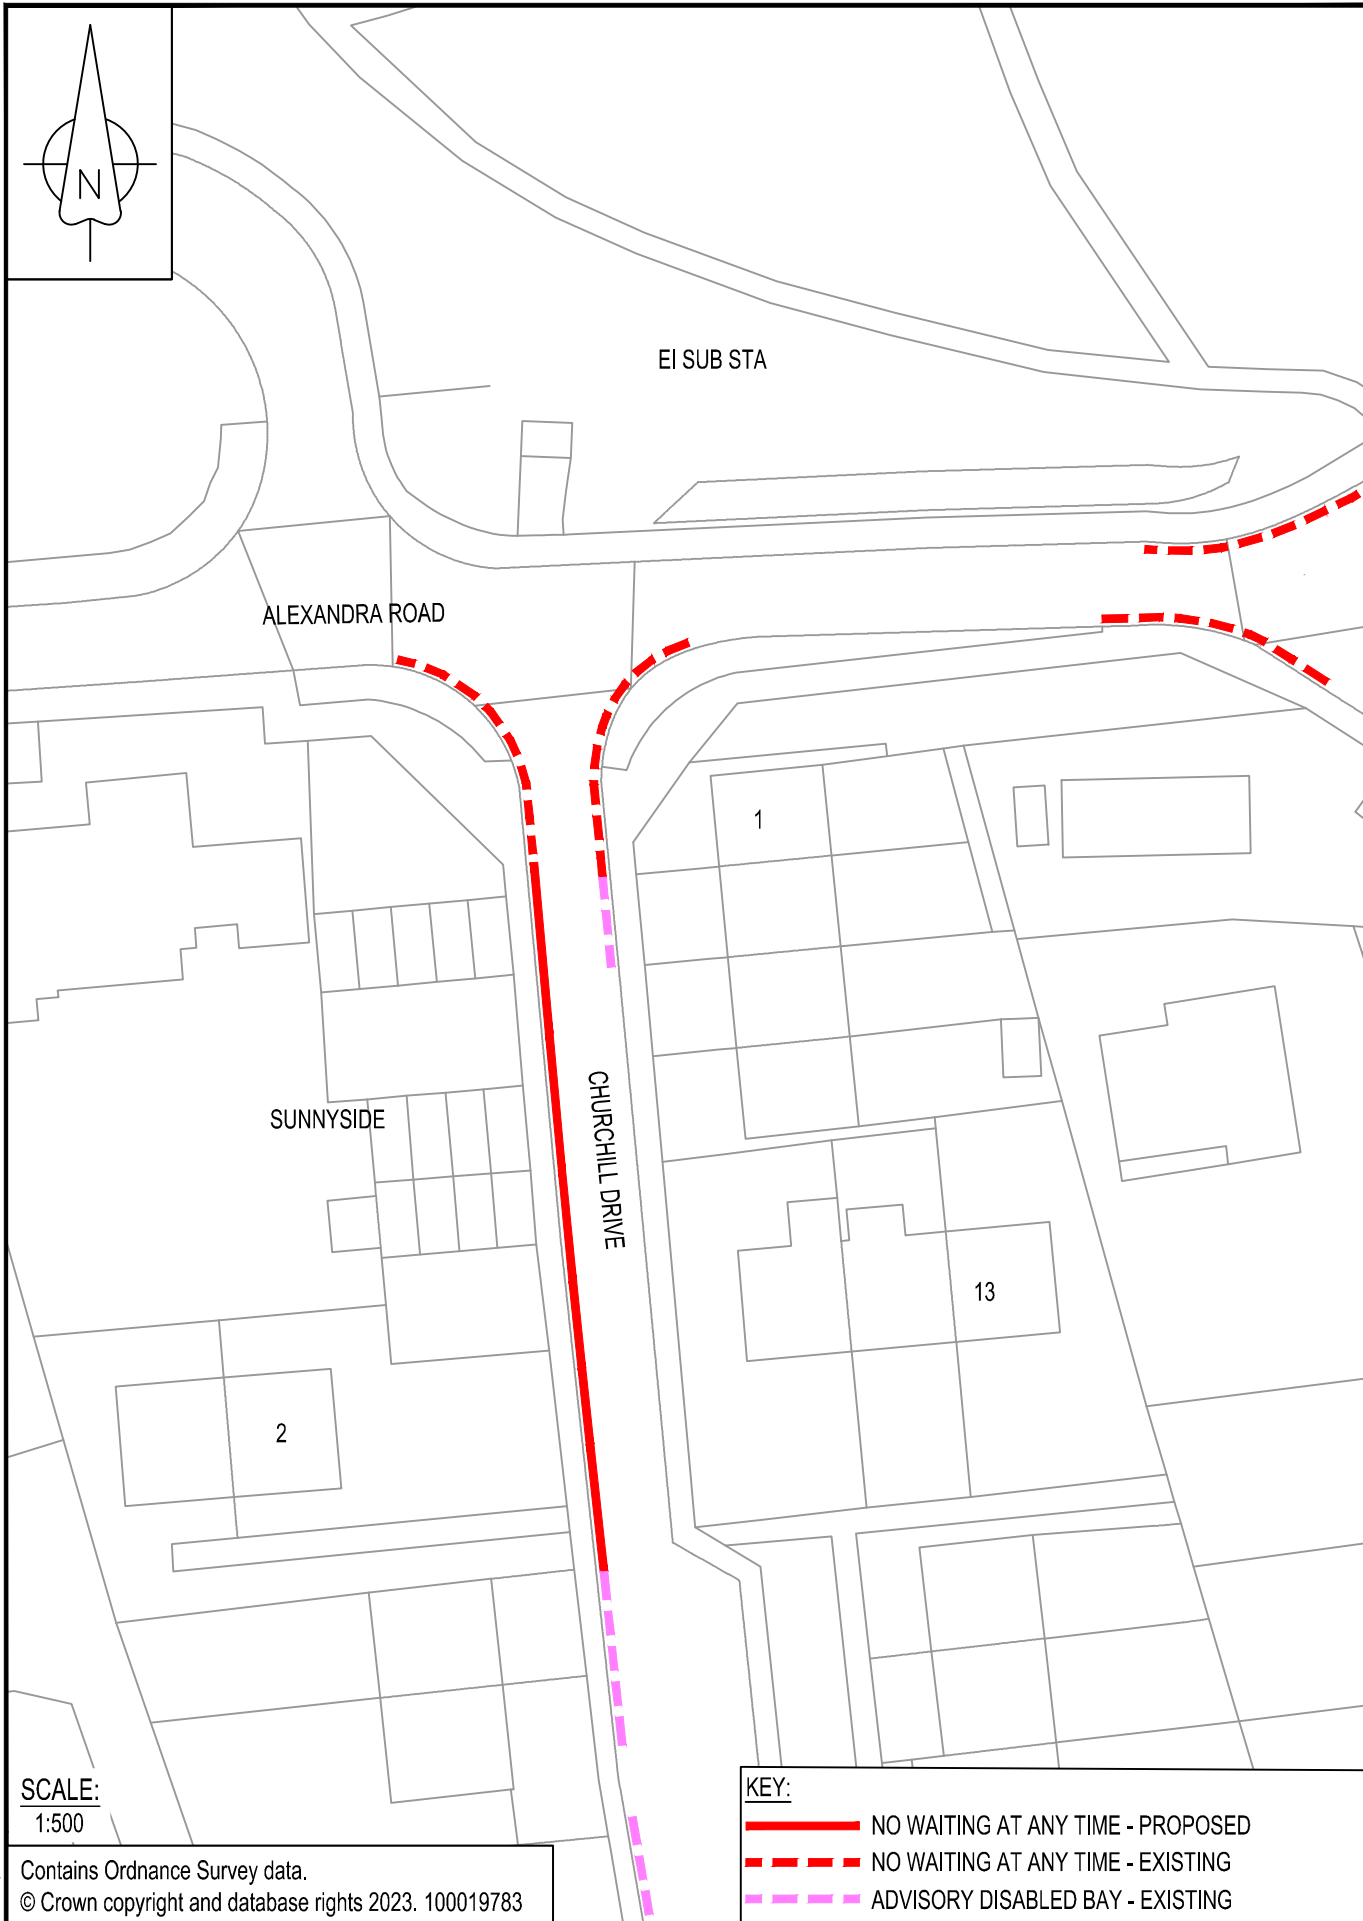 N
EI SUB STA
ALEXANDRA ROAD
1
CHURCHILL DRIVE
SUNNYSIDE
13
2
SCALE:
1:500
Contains Ordnance Survey data.
© Crown copyright and database rights 2023. 100019783
KEY:
NO WAITING AT ANY TIME - PROPOSED
NO WAITING AT ANY TIME - EXISTING
ADVISORY DISABLED BAY - EXISTING